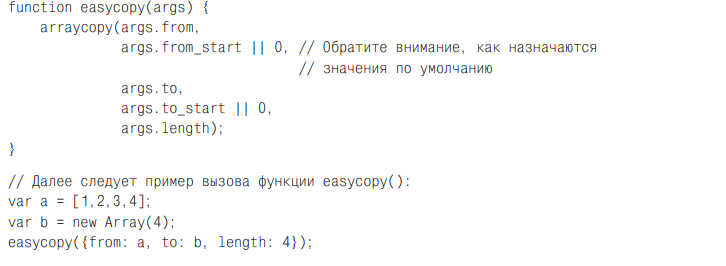 function easycopy(args) {
    arraycopy(args.from,
              args.from_start || 0, // Обратите внимание, как назначаются
                                    // значения по умолчанию
              args.to,
              args.to_start || 0,
              args.length);
}
// Далее следует пример вызова функции easycopy():
var a = [1,2,3,4];
var b = new Array(4);
easycopy({from: a, to: b, length: 4});